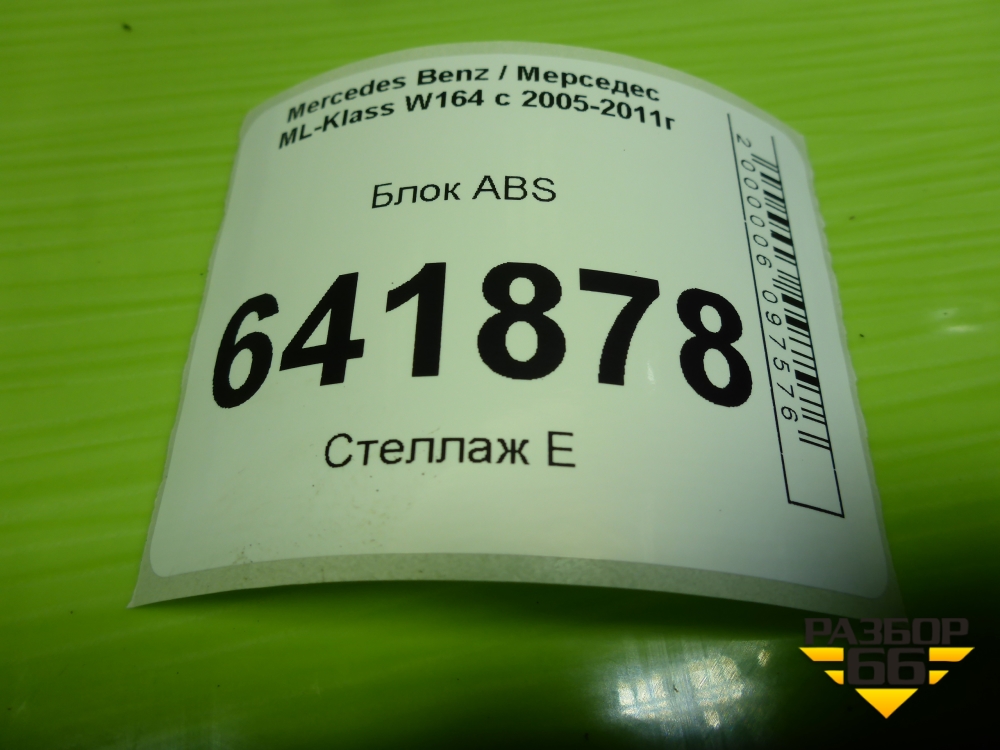 Mercedes Benz / Мерседес
ML-Klass W164 с 2005-2011г
Блок ABS
641878
Стеллаж Е
2000006097576
РАЗБОР
66